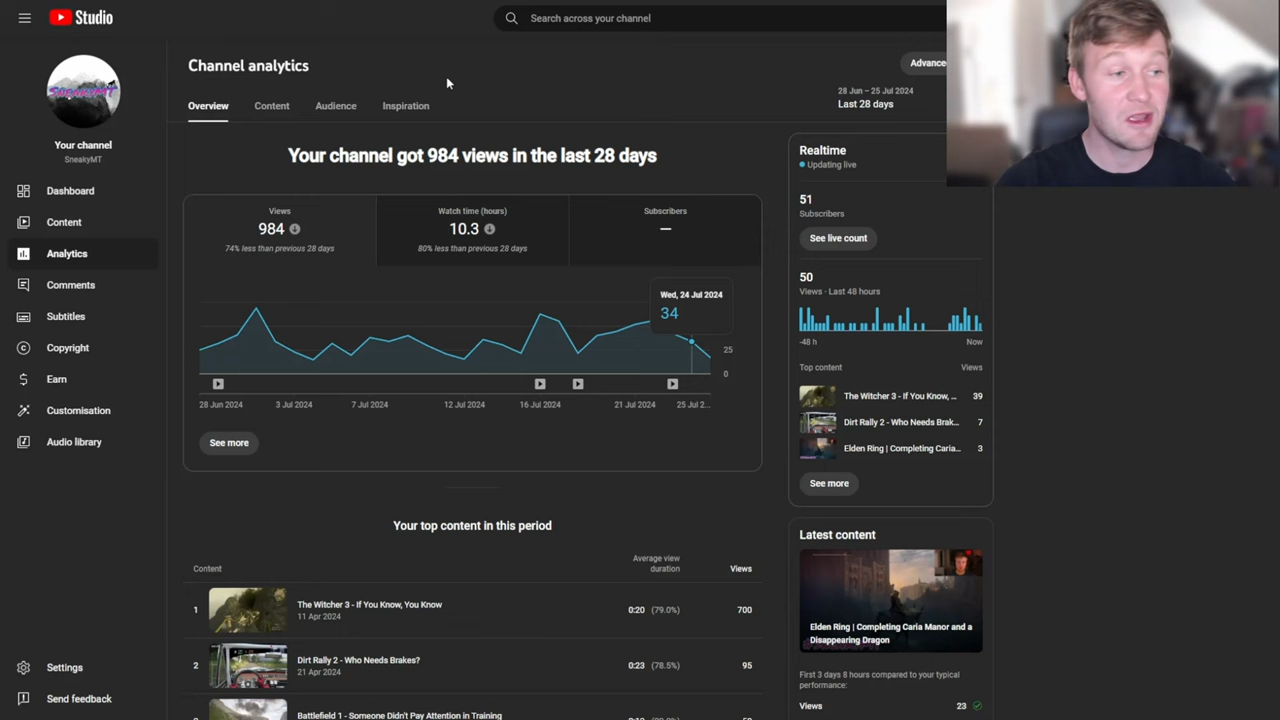 Studio
Search across your channel
SneakyMT
Your channel
SneakyMT
Dashboard
Content
Analytics
Comments
Subtitles
Copyright
Earn
Customisation
Audio library
Settings
Send feedback
Channel analytics
Advance
28 Jun – 25 Jul 2024
Last 28 days
Overview
Content
Audience
Inspiration
Your channel got 984 views in the last 28 days
Views
984
74% less than previous 28 days
Watch time (hours)
10.3
80% less than previous 28 days
Subscribers
—
Wed, 24 Jul 2024
34
25
0
28 Jun 2024
3 Jul 2024
7 Jul 2024
12 Jul 2024
16 Jul 2024
21 Jul 2024
25 Jul 2...
See more
Your top content in this period
Content
Average view
duration
Views
1
The Witcher 3 - If You Know, You Know
11 Apr 2024
0:20 (79.0%)
700
2
Dirt Rally 2 - Who Needs Brakes?
21 Apr 2024
0:23 (78.5%)
95
Battlefield 1 - Someone Didn't Pay Attention in Training
Realtime
Updating live
51
Subscribers
See live count
50
Views · Last 48 hours
-48 h
Now
Top content
Views
The Witcher 3 - If You Know, ...
39
Dirt Rally 2 - Who Needs Brak...
7
Elden Ring | Completing Caria...
3
See more
Latest content
Elden Ring | Completing Caria Manor and a
Disappearing Dragon
First 3 days 8 hours compared to your typical
performance:
Views
23